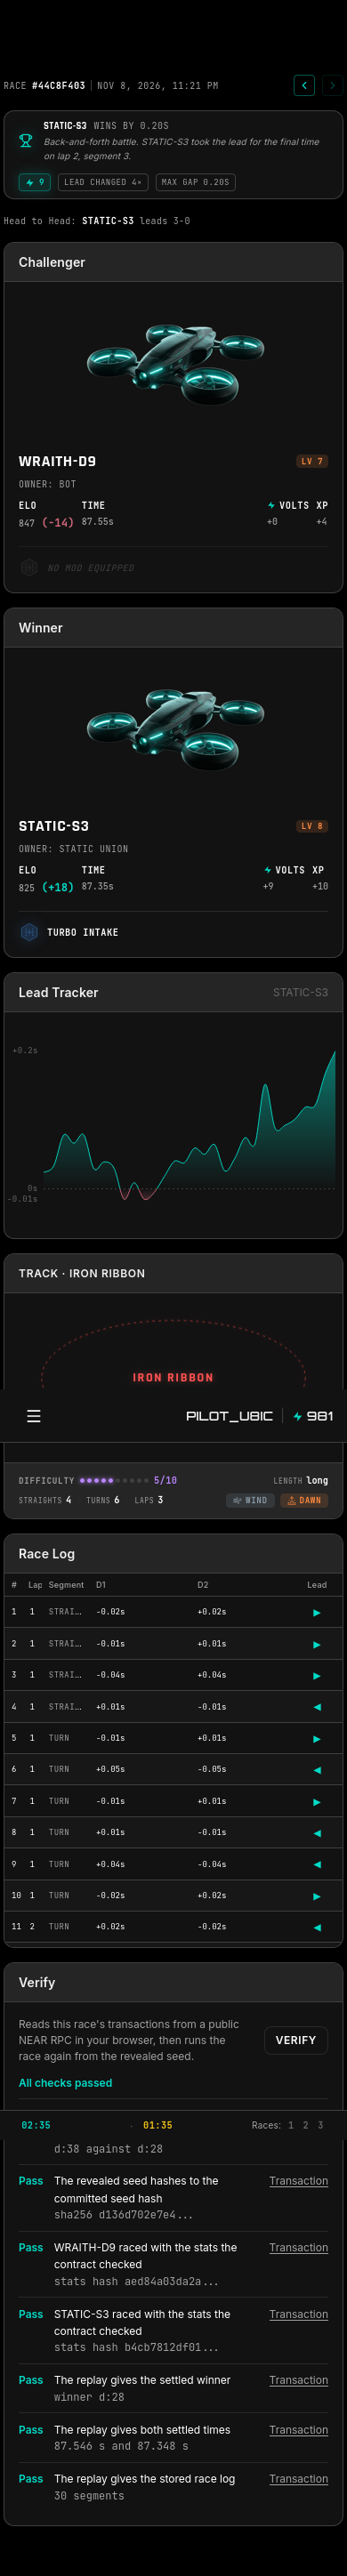 RACE #44C8F403 | NOV 8, 2026, 11:21 PM
STATIC-S3 WINS BY 0.20S
Back-and-forth battle. STATIC-S3 took the lead for the final time
on lap 2, segment 3.
9 LEAD CHANGED 4× MAX GAP 0.20S
Head to Head: STATIC-S3 leads 3-0
Challenger
WRAITH-D9 LV 7
OWNER: BOT
ELO TIME VOLTS XP
847 (-14) 87.55s +0 +4
NO MOD EQUIPPED
Winner
STATIC-S3 LV 8
OWNER: STATIC UNION
ELO TIME VOLTS XP
825 (+18) 87.35s +9 +10
TURBO INTAKE
Lead Tracker STATIC-S3
+0.2s
0s
-0.01s
TRACK · IRON RIBBON
IRON RIBBON
PILOT_UBIC | 981
DIFFICULTY 5/10 LENGTH long
STRAIGHTS 4 TURNS 6 LAPS 3 WIND DAWN
Race Log
# Lap Segment D1 D2 Lead
1 1 STRAI… -0.02s +0.02s ▶
2 1 STRAI… -0.01s +0.01s ▶
3 1 STRAI… -0.04s +0.04s ▶
4 1 STRAI… +0.01s -0.01s ◀
5 1 TURN -0.01s +0.01s ▶
6 1 TURN +0.05s -0.05s ◀
7 1 TURN -0.01s +0.01s ▶
8 1 TURN +0.01s -0.01s ◀
9 1 TURN +0.04s -0.04s ◀
10 1 TURN -0.02s +0.02s ▶
11 2 TURN +0.02s -0.02s ◀
Verify
Reads this race's transactions from a public
NEAR RPC in your browser, then runs the
race again from the revealed seed.
VERIFY
All checks passed
02:35 · 01:35 Races: 1 2 3
d:38 against d:28
Pass The revealed seed hashes to the Transaction
committed seed hash
sha256 d136d702e7e4...
Pass WRAITH-D9 raced with the stats the Transaction
contract checked
stats hash aed84a03da2a...
Pass STATIC-S3 raced with the stats the Transaction
contract checked
stats hash b4cb7812df01...
Pass The replay gives the settled winner Transaction
winner d:28
Pass The replay gives both settled times Transaction
87.546 s and 87.348 s
Pass The replay gives the stored race log Transaction
30 segments